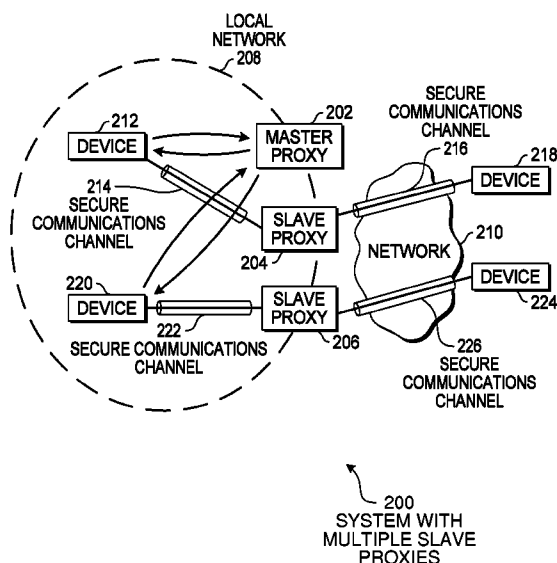 LOCAL
NETWORK
208
212
DEVICE
202
MASTER
PROXY
SECURE
COMMUNICATIONS
CHANNEL
216
218
DEVICE
214
SECURE
COMMUNICATIONS
CHANNEL
SLAVE
PROXY
204
NETWORK
210
220
DEVICE
222
SECURE COMMUNICATIONS
CHANNEL
SLAVE
PROXY
206
DEVICE
224
226
SECURE
COMMUNICATIONS
CHANNEL
200
SYSTEM WITH
MULTIPLE SLAVE
PROXIES